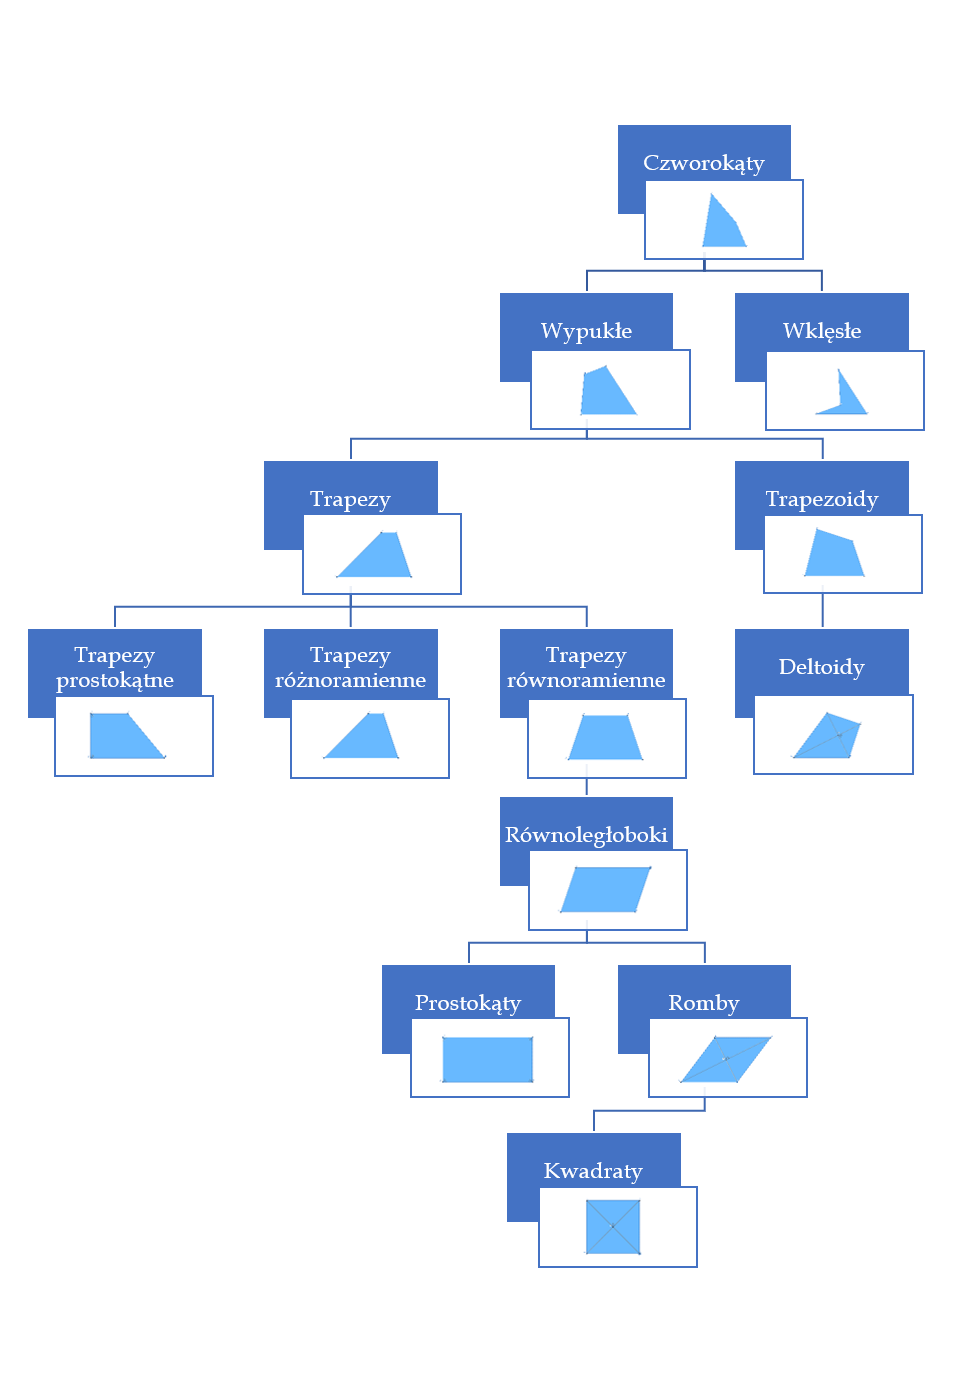 Czworokąty
Wypukłe
Wklęsłe
Trapezy
Trapezoidy
Trapezy
prostokątne
Trapezy
różnoramienne
Trapezy
równoramienne
Deltoidy
Równoległoboki
Prostokąty
Romby
Kwadraty